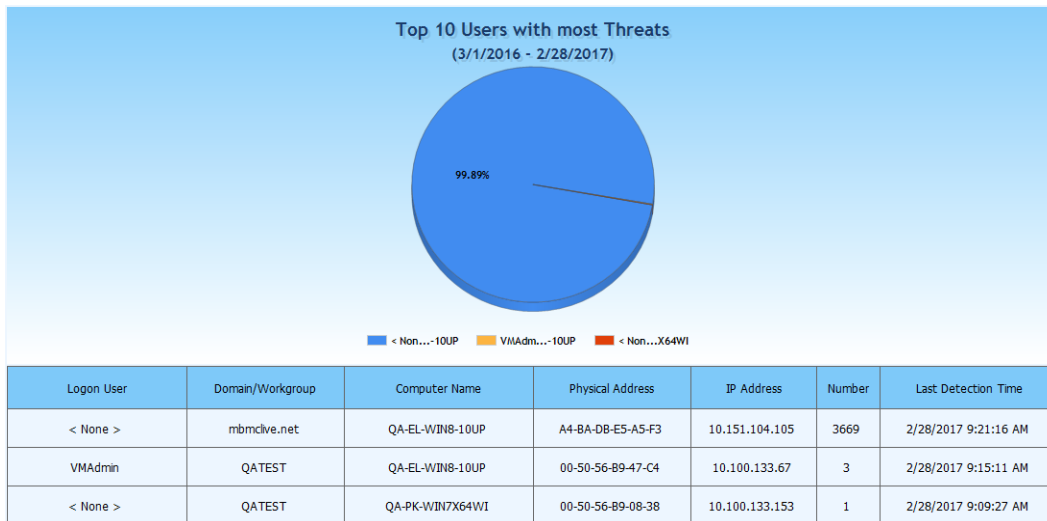 Top 10 Users with most Threats
(3/1/2016 - 2/28/2017)
99.89%
< Non...-10UP VMAdm...-10UP < Non...X64WI
Logon User Domain/Workgroup Computer Name Physical Address IP Address Number Last Detection Time
< None > mbmclive.net QA-EL-WIN8-10UP A4-BA-DB-E5-A5-F3 10.151.104.105 3669 2/28/2017 9:21:16 AM
VMAdmin QATEST QA-EL-WIN8-10UP 00-50-56-B9-47-C4 10.100.133.67 3 2/28/2017 9:15:11 AM
< None > QATEST QA-PK-WIN7X64WI 00-50-56-B9-08-38 10.100.133.153 1 2/28/2017 9:09:27 AM